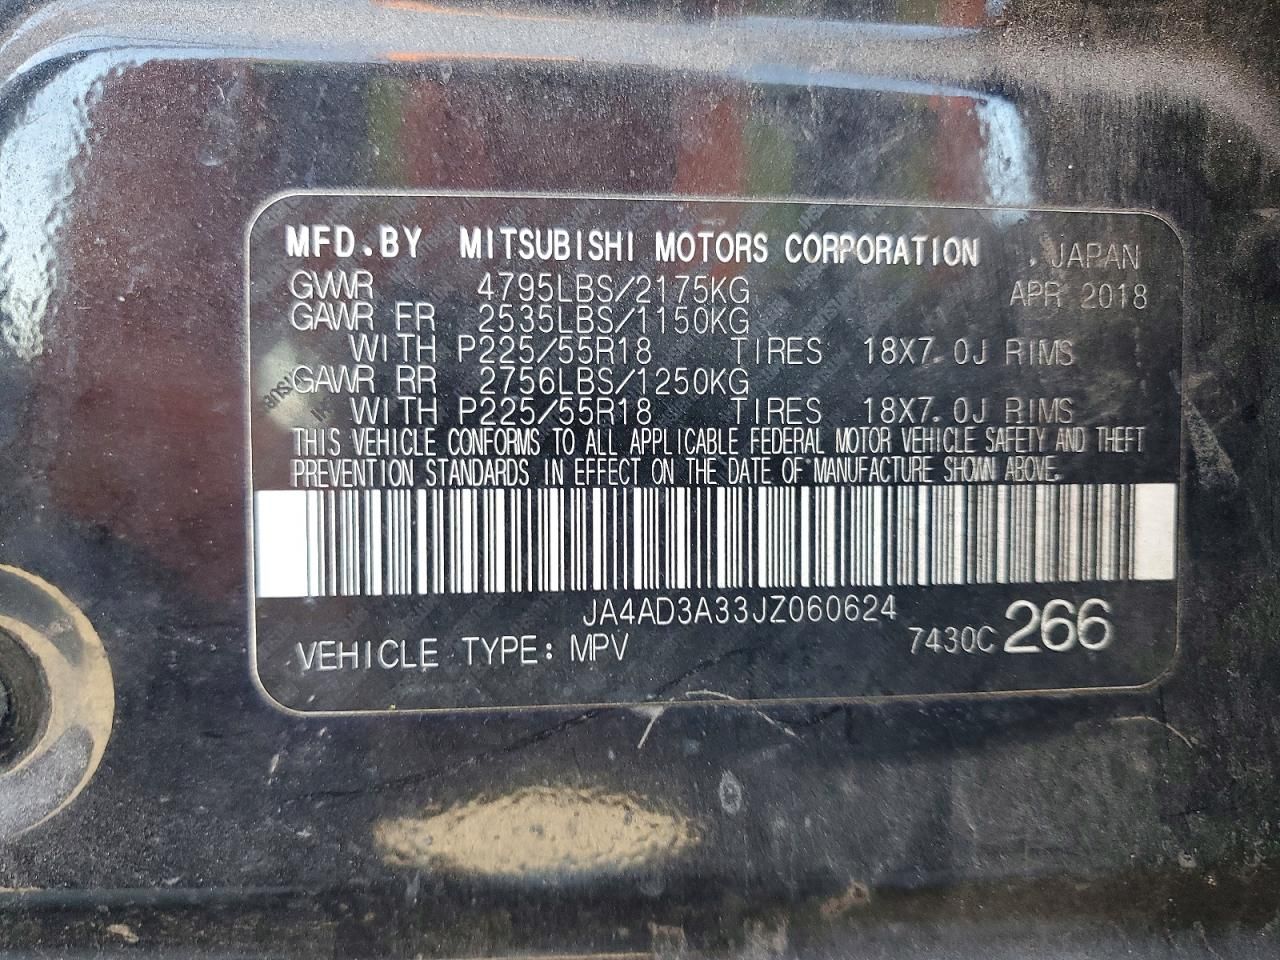 MFD.BY MITSUBISHI MOTORS CORPORATION JAPAN
GVWR 4795LBS/2175KG APR 2018
GAWR FR 2535LBS/1150KG
WITH P225/55R18 TIRES 18X7.0J RIMS
GAWR RR 2756LBS/1250KG
WITH P225/55R18 TIRES 18X7.0J RIMS
THIS VEHICLE CONFORMS TO ALL APPLICABLE FEDERAL MOTOR VEHICLE SAFETY AND THEFT
PREVENTION STANDARDS IN EFFECT ON THE DATE OF MANUFACTURE SHOWN ABOVE.
JA4AD3A33JZ060624
VEHICLE TYPE: MPV 7430C 266